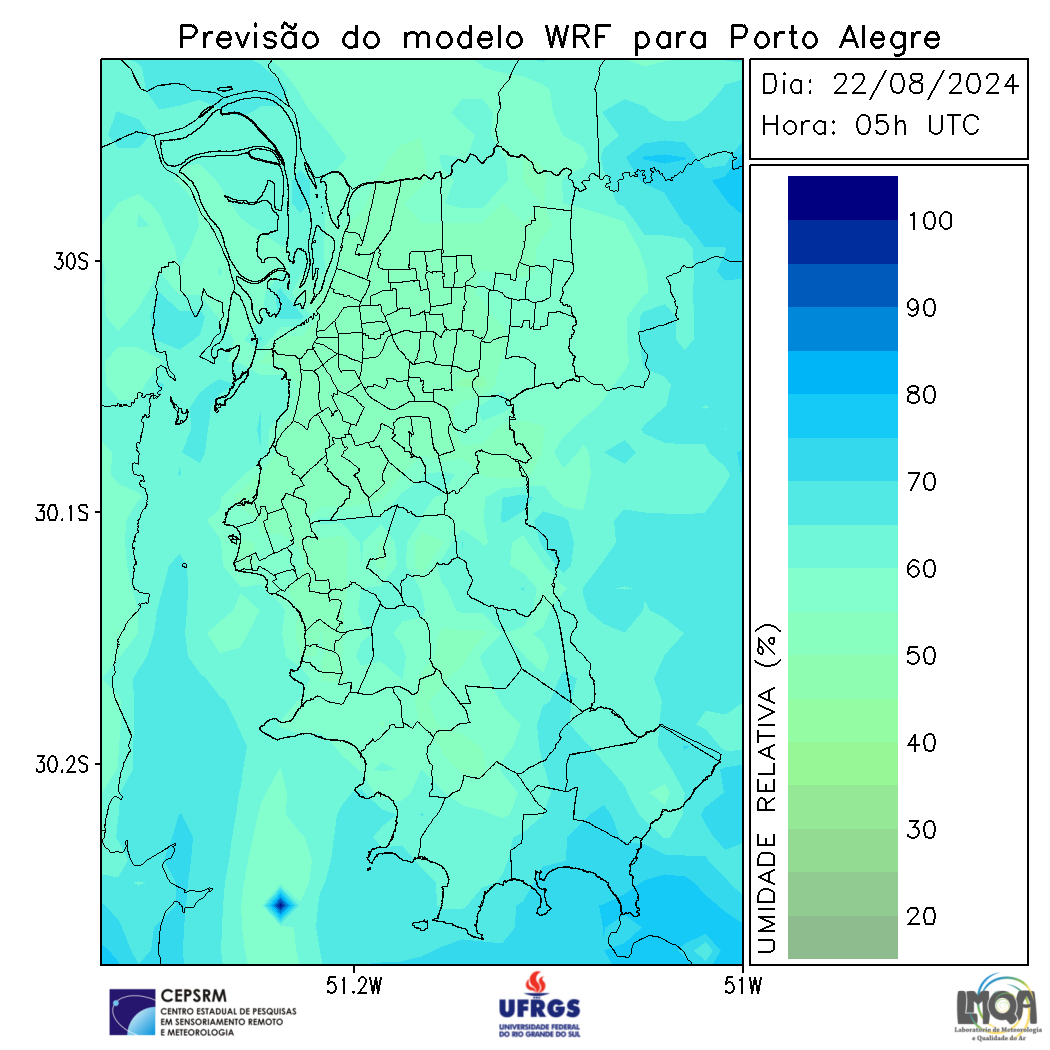 Previsão do modelo WRF para Porto Alegre
Dia: 22/08/2024
Hora: 05h UTC
100
90
80
70
60
50
40
30
20
UMIDADE RELATIVA (%)
30S
30.1S
30.2S
51.2W
51W
CEPSRM
CENTRO ESTADUAL DE PESQUISAS
EM SENSORIAMENTO REMOTO
E METEOROLOGIA
UFRGS
UNIVERSIDADE FEDERAL
DO RIO GRANDE DO SUL
LMQA
Laboratório de Meteorologia
e Qualidade do Ar